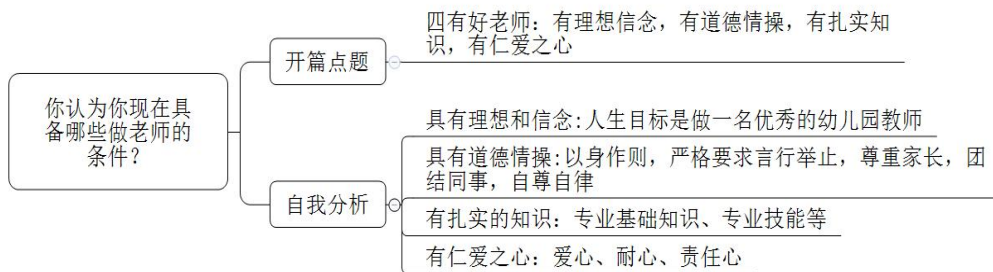 你认为你现在具
备哪些做老师的
条件？
开篇点题
四有好老师：有理想信念，有道德情操，有扎实知
识，有仁爱之心
自我分析
具有理想和信念:人生目标是做一名优秀的幼儿园教师
具有道德情操:以身作则，严格要求言行举止，尊重家长，团
结同事，自尊自律
有扎实的知识：专业基础知识、专业技能等
有仁爱之心：爱心、耐心、责任心